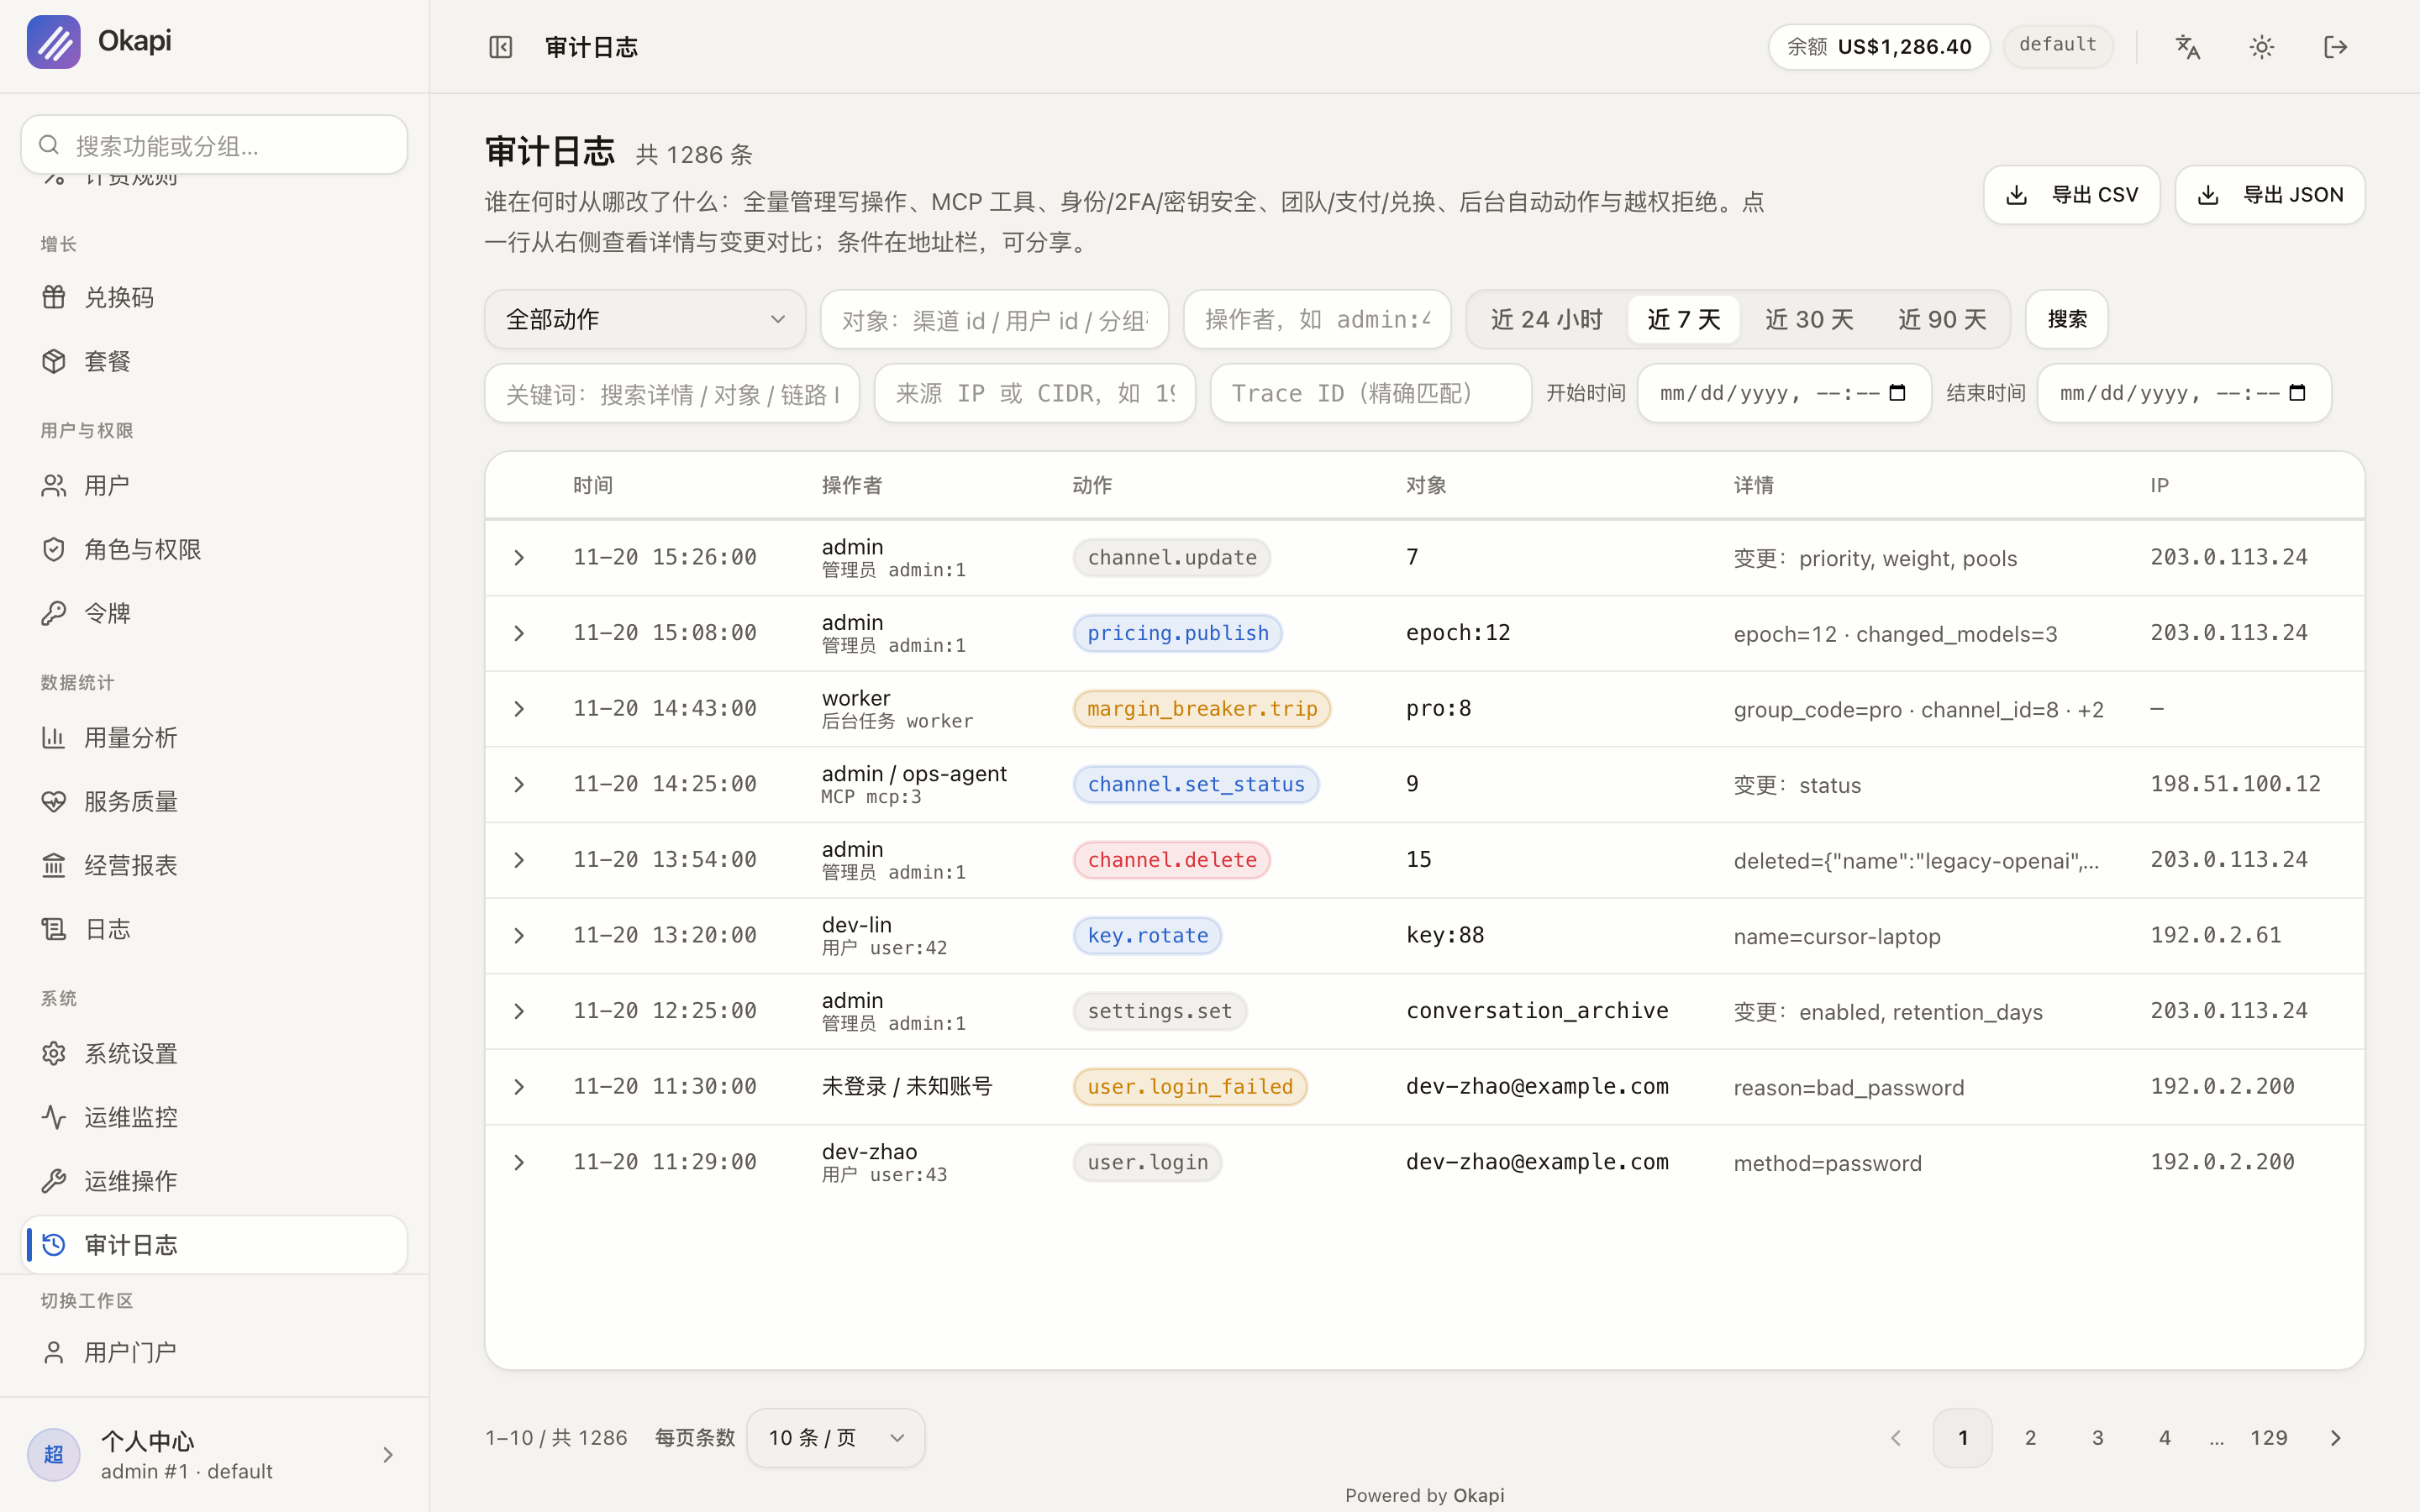 Okapi
搜索功能或分组...
计费规则
增长
兑换码
套餐
用户与权限
用户
角色与权限
令牌
数据统计
用量分析
服务质量
经营报表
日志
系统
系统设置
运维监控
运维操作
审计日志
切换工作区
用户门户
超
个人中心
admin #1 · default
审计日志
余额 US$1,286.40
default
审计日志 共 1286 条
谁在何时从哪改了什么：全量管理写操作、MCP 工具、身份/2FA/密钥安全、团队/支付/兑换、后台自动动作与越权拒绝。点
一行从右侧查看详情与变更对比；条件在地址栏，可分享。
导出 CSV
导出 JSON
全部动作
对象：渠道 id / 用户 id / 分组
操作者，如 admin:4
近 24 小时 近 7 天 近 30 天 近 90 天
搜索
关键词：搜索详情 / 对象 / 链路 I
来源 IP 或 CIDR，如 19
Trace ID（精确匹配）
开始时间 mm/dd/yyyy, --:--
结束时间 mm/dd/yyyy, --:--
时间 操作者 动作 对象 详情 IP
11-20 15:26:00 admin channel.update 7 变更：priority, weight, pools 203.0.113.24
管理员 admin:1
11-20 15:08:00 admin pricing.publish epoch:12 epoch=12 · changed_models=3 203.0.113.24
管理员 admin:1
11-20 14:43:00 worker margin_breaker.trip pro:8 group_code=pro · channel_id=8 · +2 —
后台任务 worker
11-20 14:25:00 admin / ops-agent channel.set_status 9 变更：status 198.51.100.12
MCP mcp:3
11-20 13:54:00 admin channel.delete 15 deleted={"name":"legacy-openai",... 203.0.113.24
管理员 admin:1
11-20 13:20:00 dev-lin key.rotate key:88 name=cursor-laptop 192.0.2.61
用户 user:42
11-20 12:25:00 admin settings.set conversation_archive 变更：enabled, retention_days 203.0.113.24
管理员 admin:1
11-20 11:30:00 未登录 / 未知账号 user.login_failed dev-zhao@example.com reason=bad_password 192.0.2.200
11-20 11:29:00 dev-zhao user.login dev-zhao@example.com method=password 192.0.2.200
用户 user:43
1-10 / 共 1286 每页条数 10 条 / 页
1 2 3 4 ... 129
Powered by Okapi